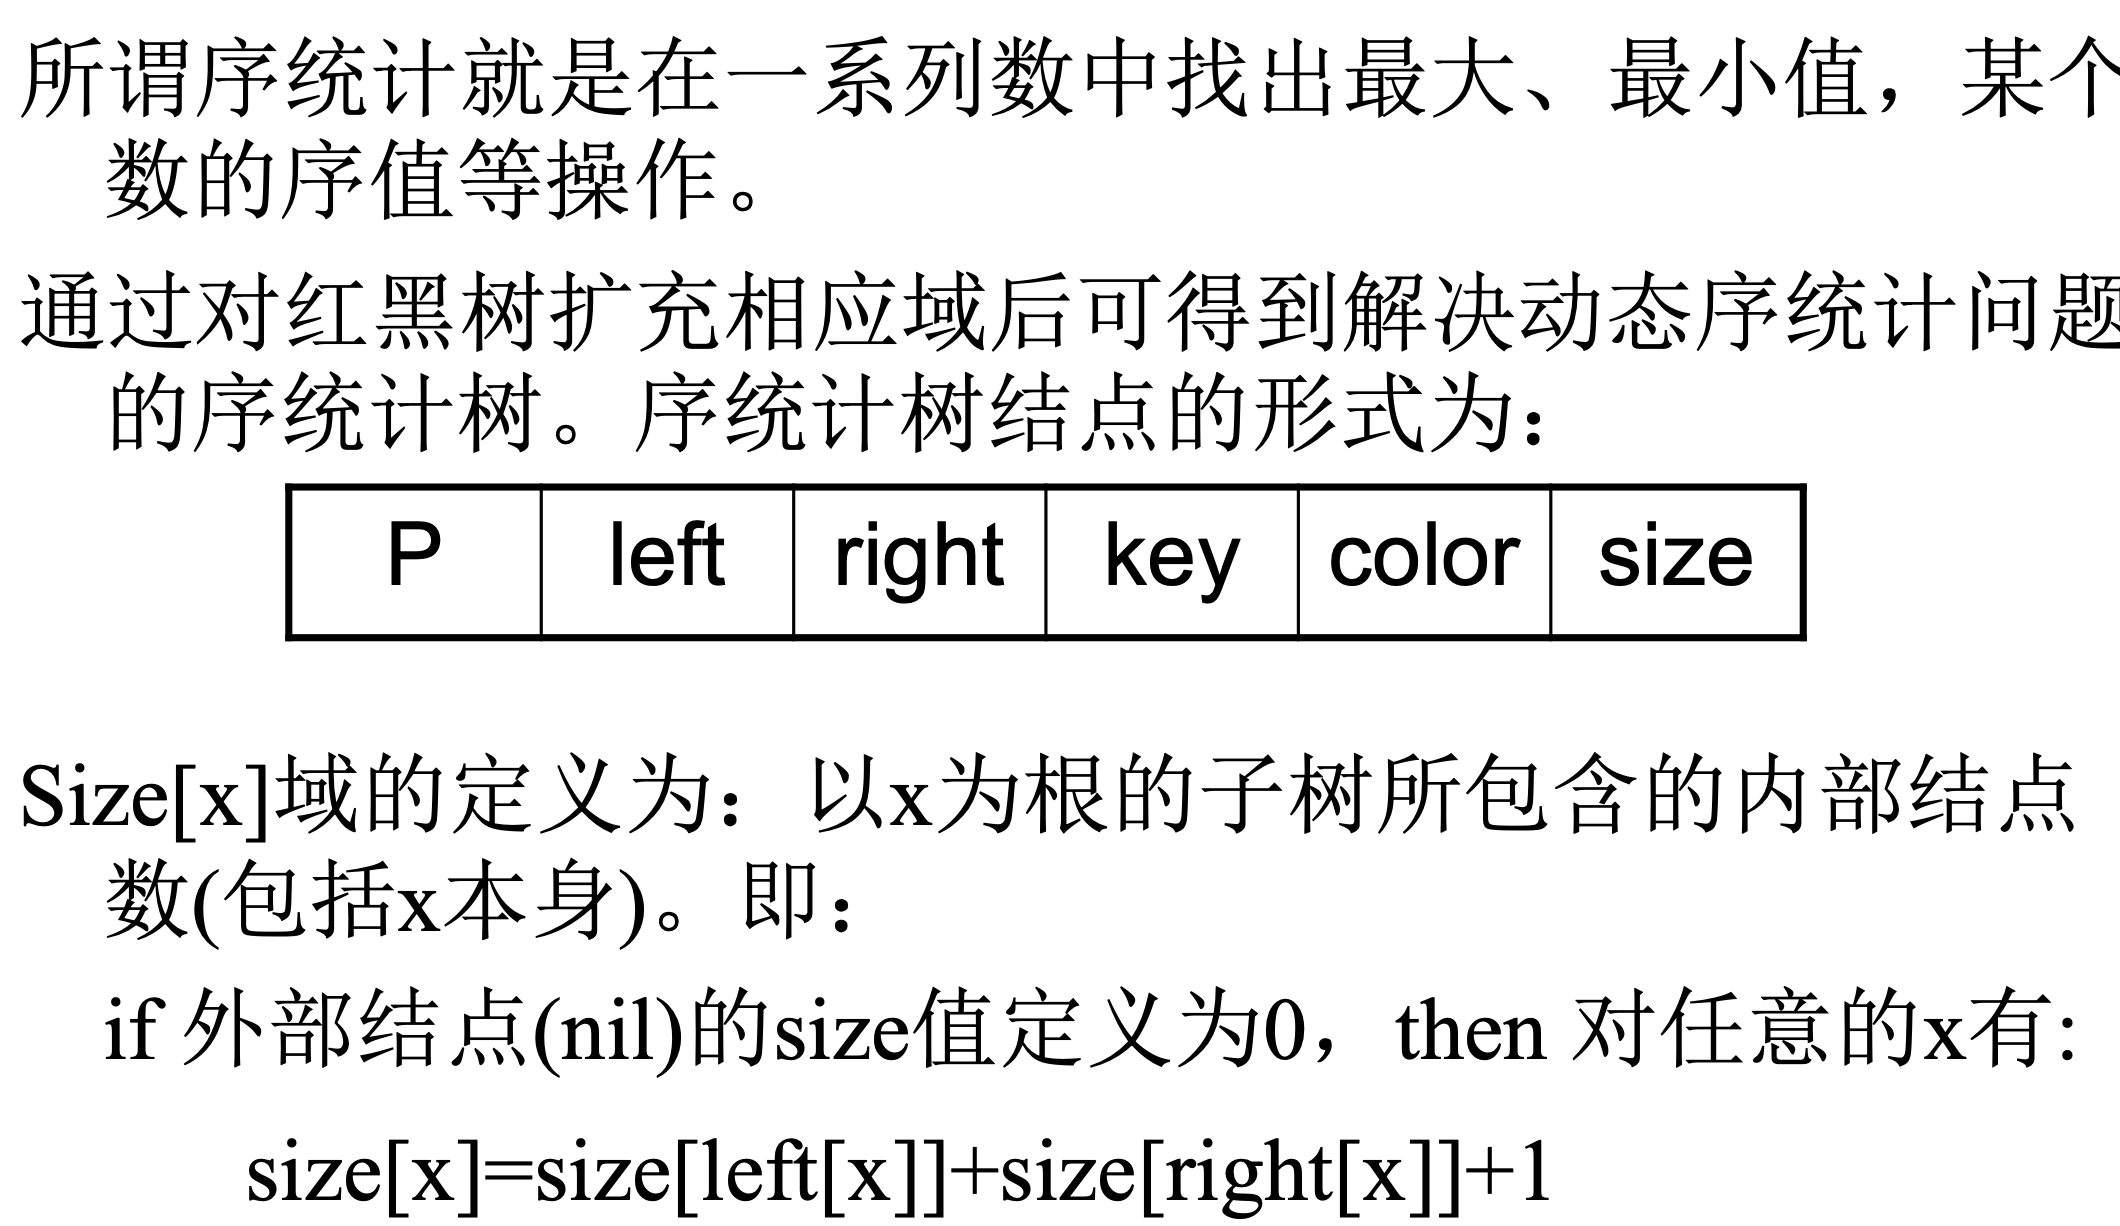 所谓序统计就是在一系列数中找出最大、最小值，某个
数的序值等操作。
通过对红黑树扩充相应域后可得到解决动态序统计问题
的序统计树。序统计树结点的形式为：
P left right key color size
Size[x]域的定义为：以x为根的子树所包含的内部结点
数(包括x本身)。即：
if 外部结点(nil)的size值定义为0，then 对任意的x有:
size[x]=size[left[x]]+size[right[x]]+1